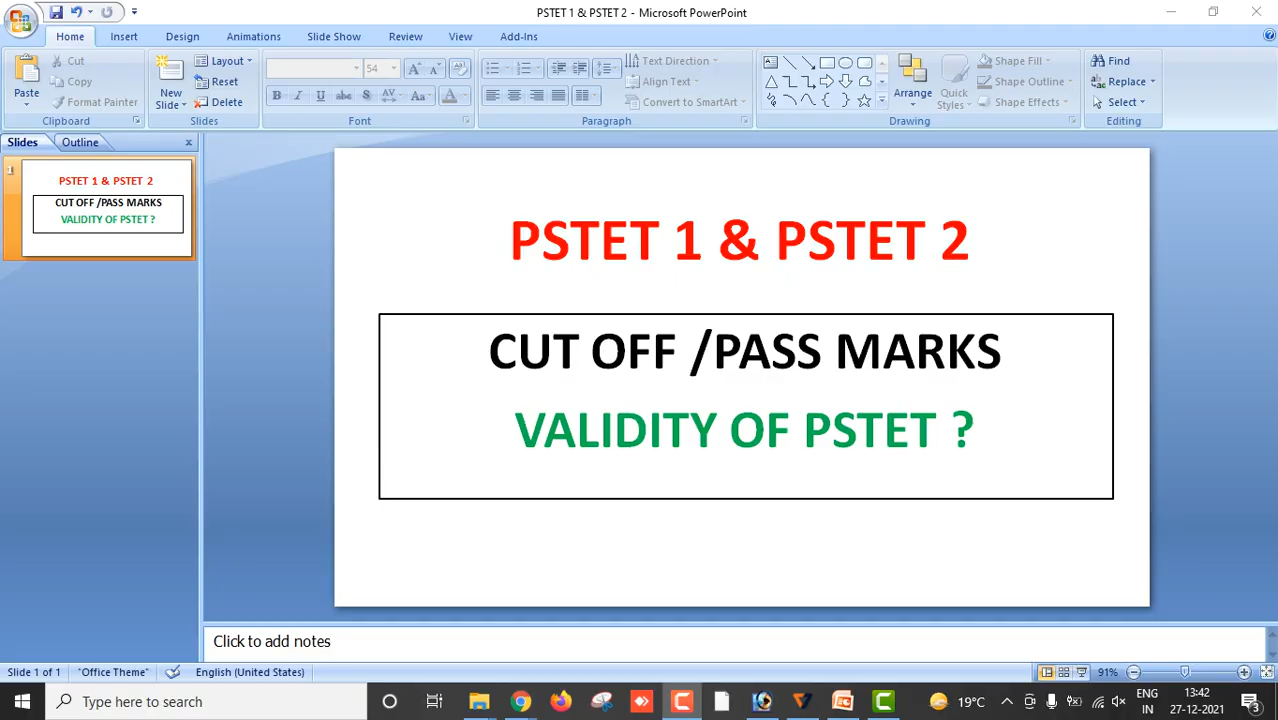 PSTET 1 & PSTET 2 - Microsoft PowerPoint
Home Insert Design Animations Slide Show Review View Add-Ins
Paste
Cut
Copy
Format Painter
Clipboard
New Slide
Layout
Reset
Delete
Slides
54
B I U abc S AV Aa A
Font
Text Direction
Align Text
Convert to SmartArt
Paragraph
Arrange
Quick Styles
Shape Fill
Shape Outline
Shape Effects
Drawing
Find
Replace
Select
Editing
Slides Outline
1
PSTET 1 & PSTET 2
CUT OFF /PASS MARKS
VALIDITY OF PSTET ?
PSTET 1 & PSTET 2
CUT OFF /PASS MARKS
VALIDITY OF PSTET ?
Click to add notes
Slide 1 of 1 "Office Theme" English (United States) 91%
Type here to search
19°C
ENG
IN
13:42
27-12-2021
3